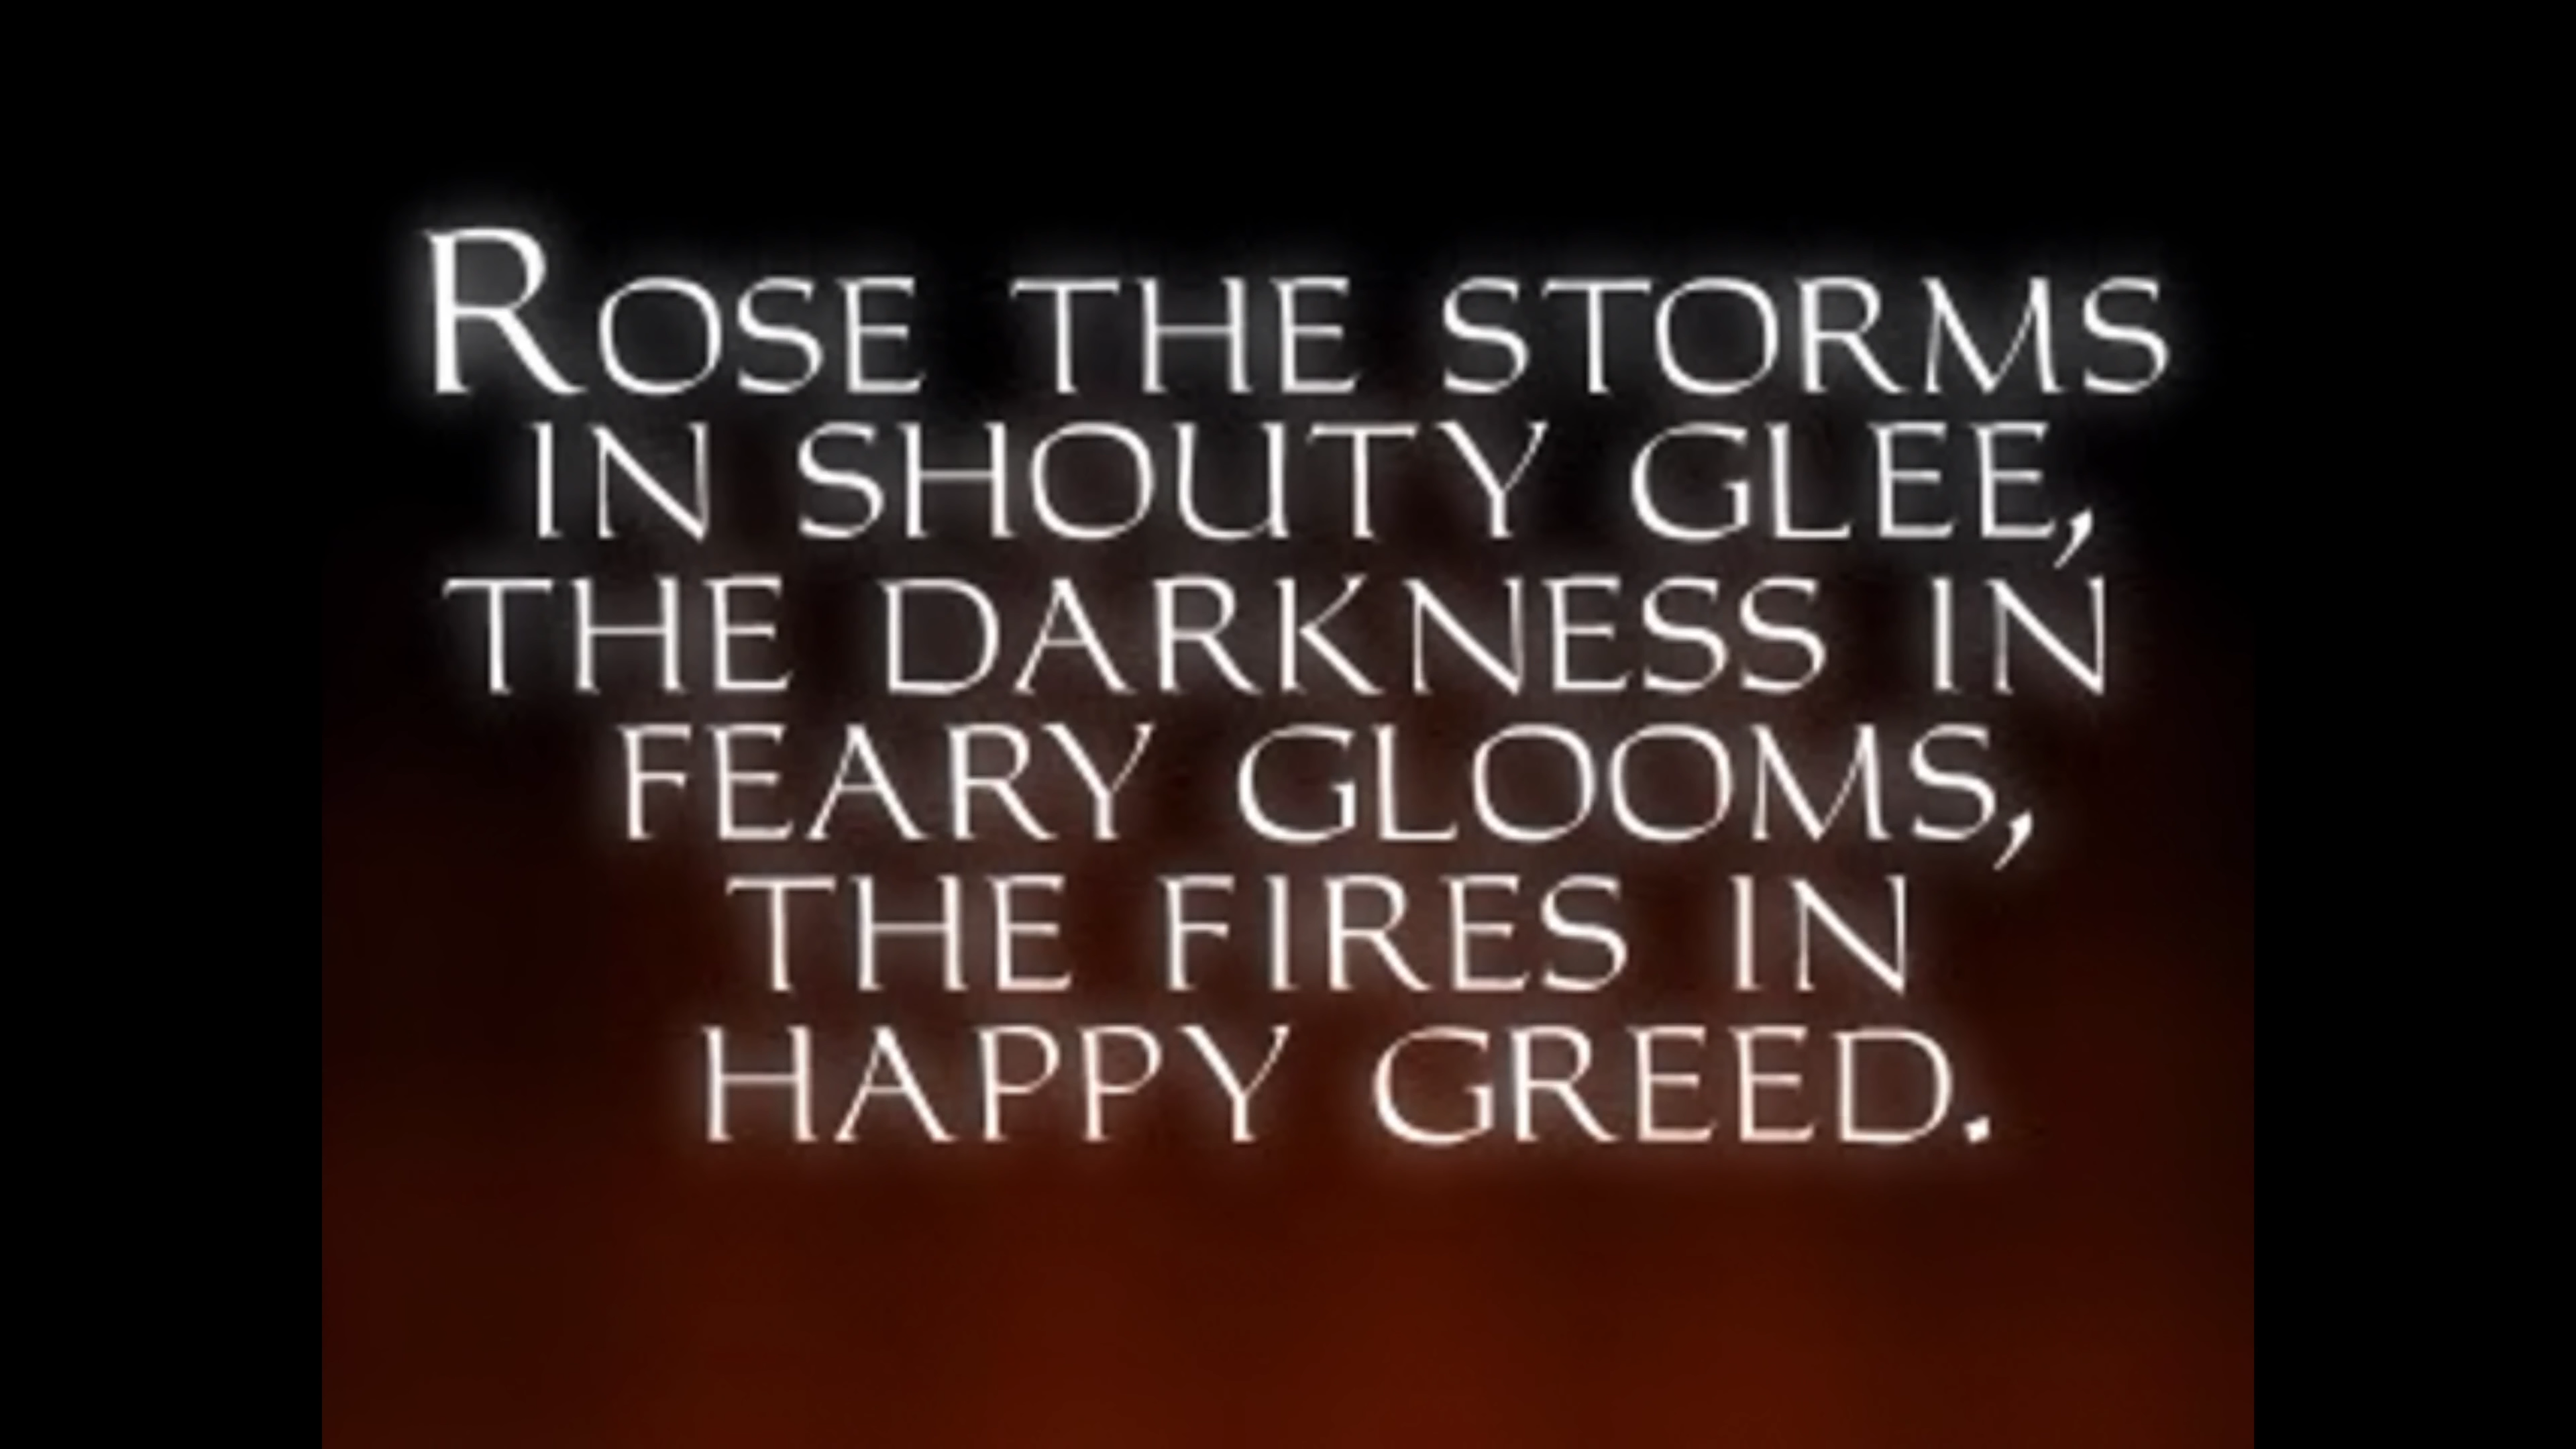 ROSE THE STORMS
IN SHOUTY GLEE,
THE DARKNESS IN
FEARY GLOOMS,
THE FIRES IN
HAPPY GREED.